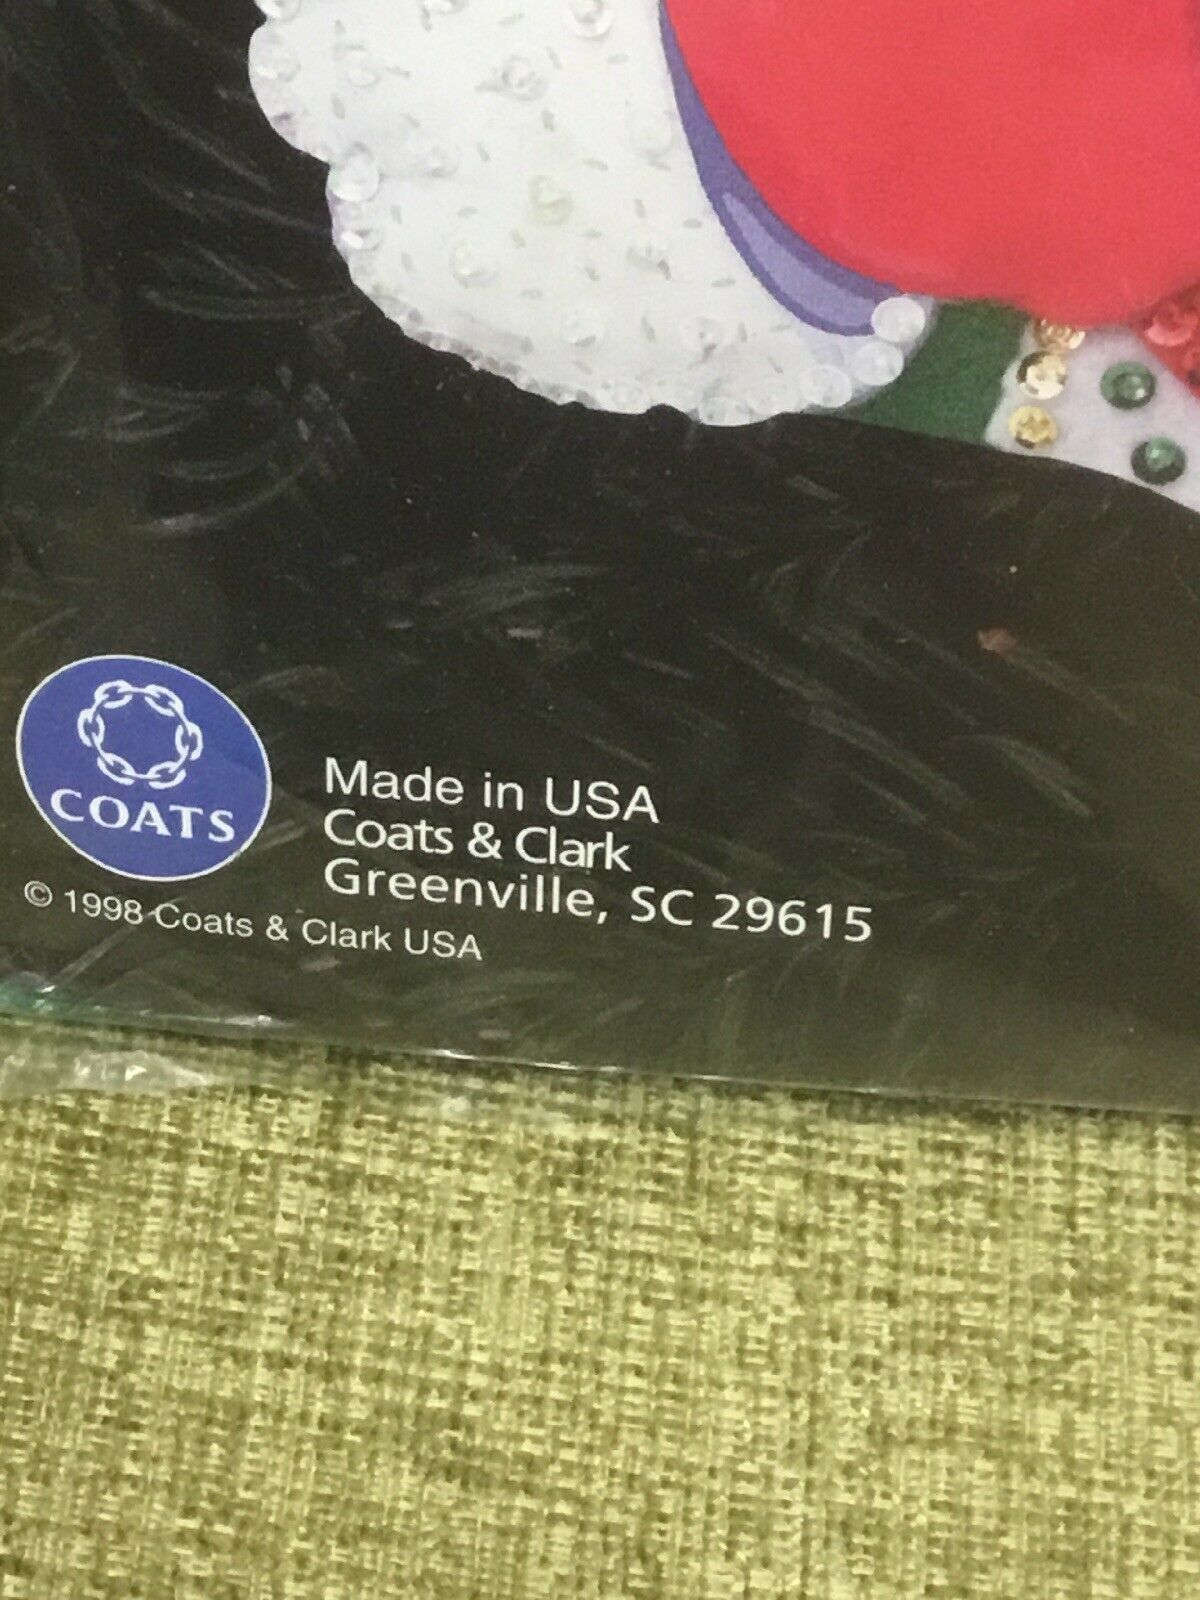 COATS
Made in USA
Coats & Clark
Greenville, SC 29615
© 1998 Coats & Clark USA